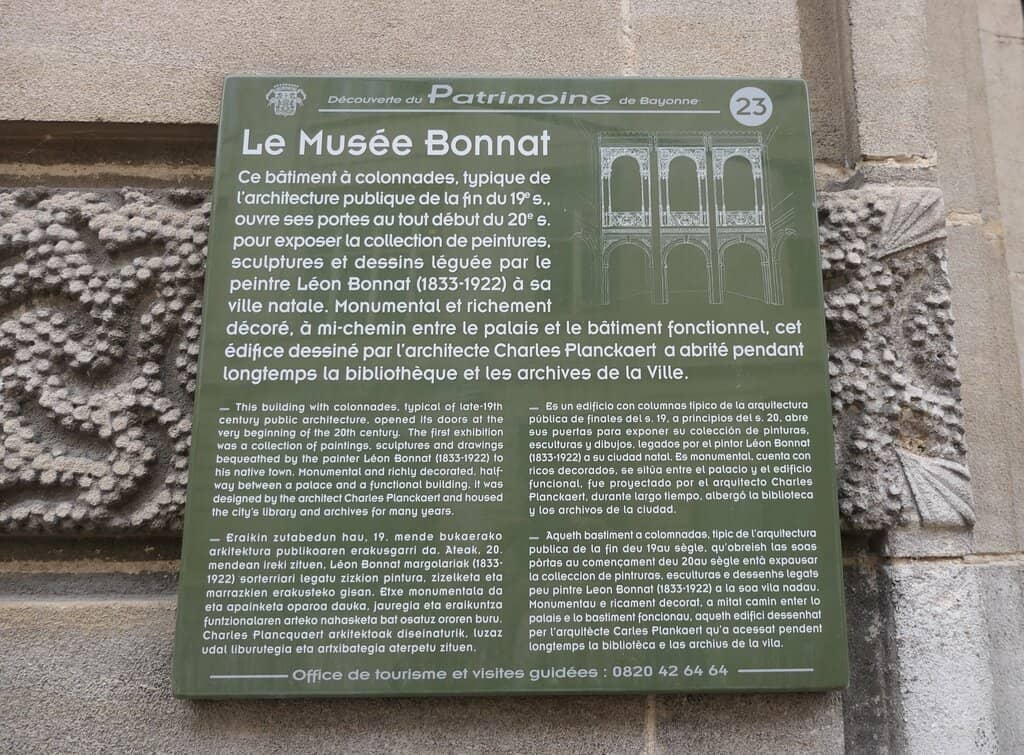 Découverte du Patrimoine de Bayonne
23
Le Musée Bonnat
Ce bâtiment à colonnades, typique de
l'architecture publique de la fin du 19e s.,
ouvre ses portes au tout début du 20e s.
pour exposer la collection de peintures,
sculptures et dessins léguée par le
peintre Léon Bonnat (1833-1922) à sa
ville natale. Monumental et richement
décoré, à mi-chemin entre le palais et le bâtiment fonctionnel, cet
édifice dessiné par l'architecte Charles Planckaert a abrité pendant
longtemps la bibliothèque et les archives de la Ville.
— This building with colonnades, typical of late-19th
century public architecture, opened its doors at the
very beginning of the 20th century. The first exhibition
was a collection of paintings, sculptures and drawings
bequeathed by the painter Léon Bonnat (1833-1922) to
his native town. Monumental and richly decorated, half-
way between a palace and a functional building, it was
designed by the architect Charles Planckaert and housed
the city's library and archives for many years.
— Eraikin zutabedun hau, 19. mende bukaerako
arkitektura publikoaren erakusgarri da. Ateak, 20.
mendean ireki zituen, Léon Bonnat margolariak (1833-
1922) sorterriari legatu zizkion pintura, zizelketa eta
marrazkien erakusteko gisan. Etxe monumentala da
eta apainketa oparoa dauka, jauregia eta eraikuntza
funtzionalaren arteko nahasketa bat osatuz ororen buru.
Charles Plancquaert arkitektoak diseinaturik, luzaz
udal liburutegia eta artxibategia aterpetu zituen.
— Es un edificio con columnas típico de la arquitectura
pública de finales del s. 19, a principios del s. 20, abre
sus puertas para exponer su colección de pinturas,
esculturas y dibujos, legados por el pintor Léon Bonnat
(1833-1922) a su ciudad natal. Es monumental, cuenta con
ricos decorados, se sitúa entre el palacio y el edificio
funcional, fue proyectado por el arquitecto Charles
Planckaert, durante largo tiempo, albergó la biblioteca
y los archivos de la ciudad.
— Aqueth bastiment a colomnadas, tipic de l'arquitectura
publica de la fin deu 19au sègle, qu'obreish las soas
pòrtas au començament deu 20au sègle entà expausar
la colleccion de pintruras, esculturas e dessenhs legats
peu pintre Leon Bonnat (1833-1922) a la soa vila nadau.
Monumentau e ricament decorat, a mitat camin enter lo
palais e lo bastiment foncionau, aqueth edifici dessenhat
per l'arquitècte Carles Plankaert qu'a acessat pendent
longtemps la bibliotèca e las archius de la vila.
Office de tourisme et visites guidées : 0820 42 64 64